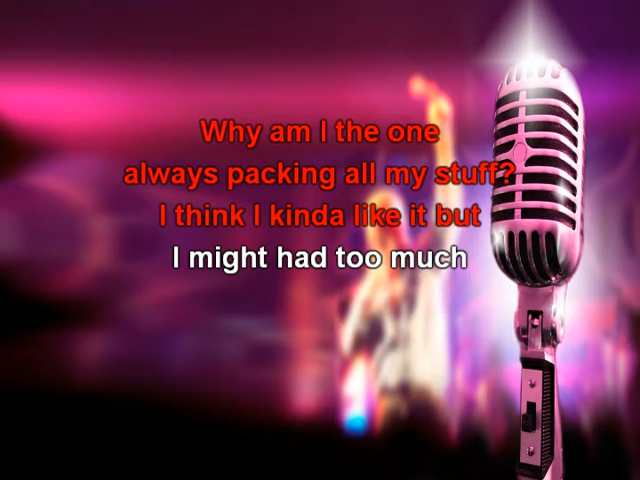 Why am I the one
always packing all my stuff?
I think I kinda like it but
I might had too much